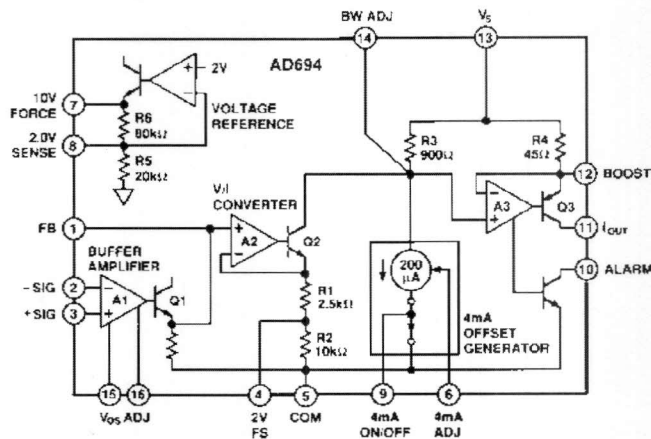 BW ADJ
Vs
14
13
AD694
10V
FORCE
7
2V
VOLTAGE
REFERENCE
R6
80kΩ
2.0V
SENSE
8
R5
20kΩ
R3
900Ω
R4
45Ω
12
BOOST
V/I
CONVERTER
A3
Q3
FB
1
A2
Q2
11
IOUT
BUFFER
AMPLIFIER
200
μA
10
ALARM
-SIG
2
A1
Q1
R1
2.5kΩ
+SIG
3
4mA
OFFSET
GENERATOR
R2
10kΩ
15
16
4
5
9
6
VOS ADJ
2V
FS
COM
4mA
ON/OFF
4mA
ADJ